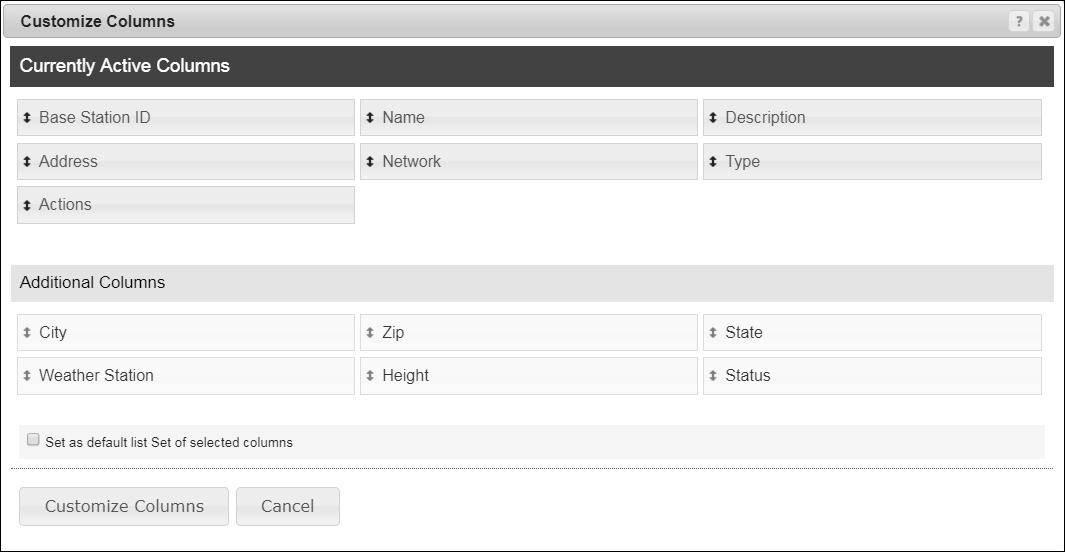 Customize Columns ? ✖
Currently Active Columns
Base Station ID Name Description
Address Network Type
Actions
Additional Columns
City Zip State
Weather Station Height Status
Set as default list Set of selected columns
Customize Columns Cancel